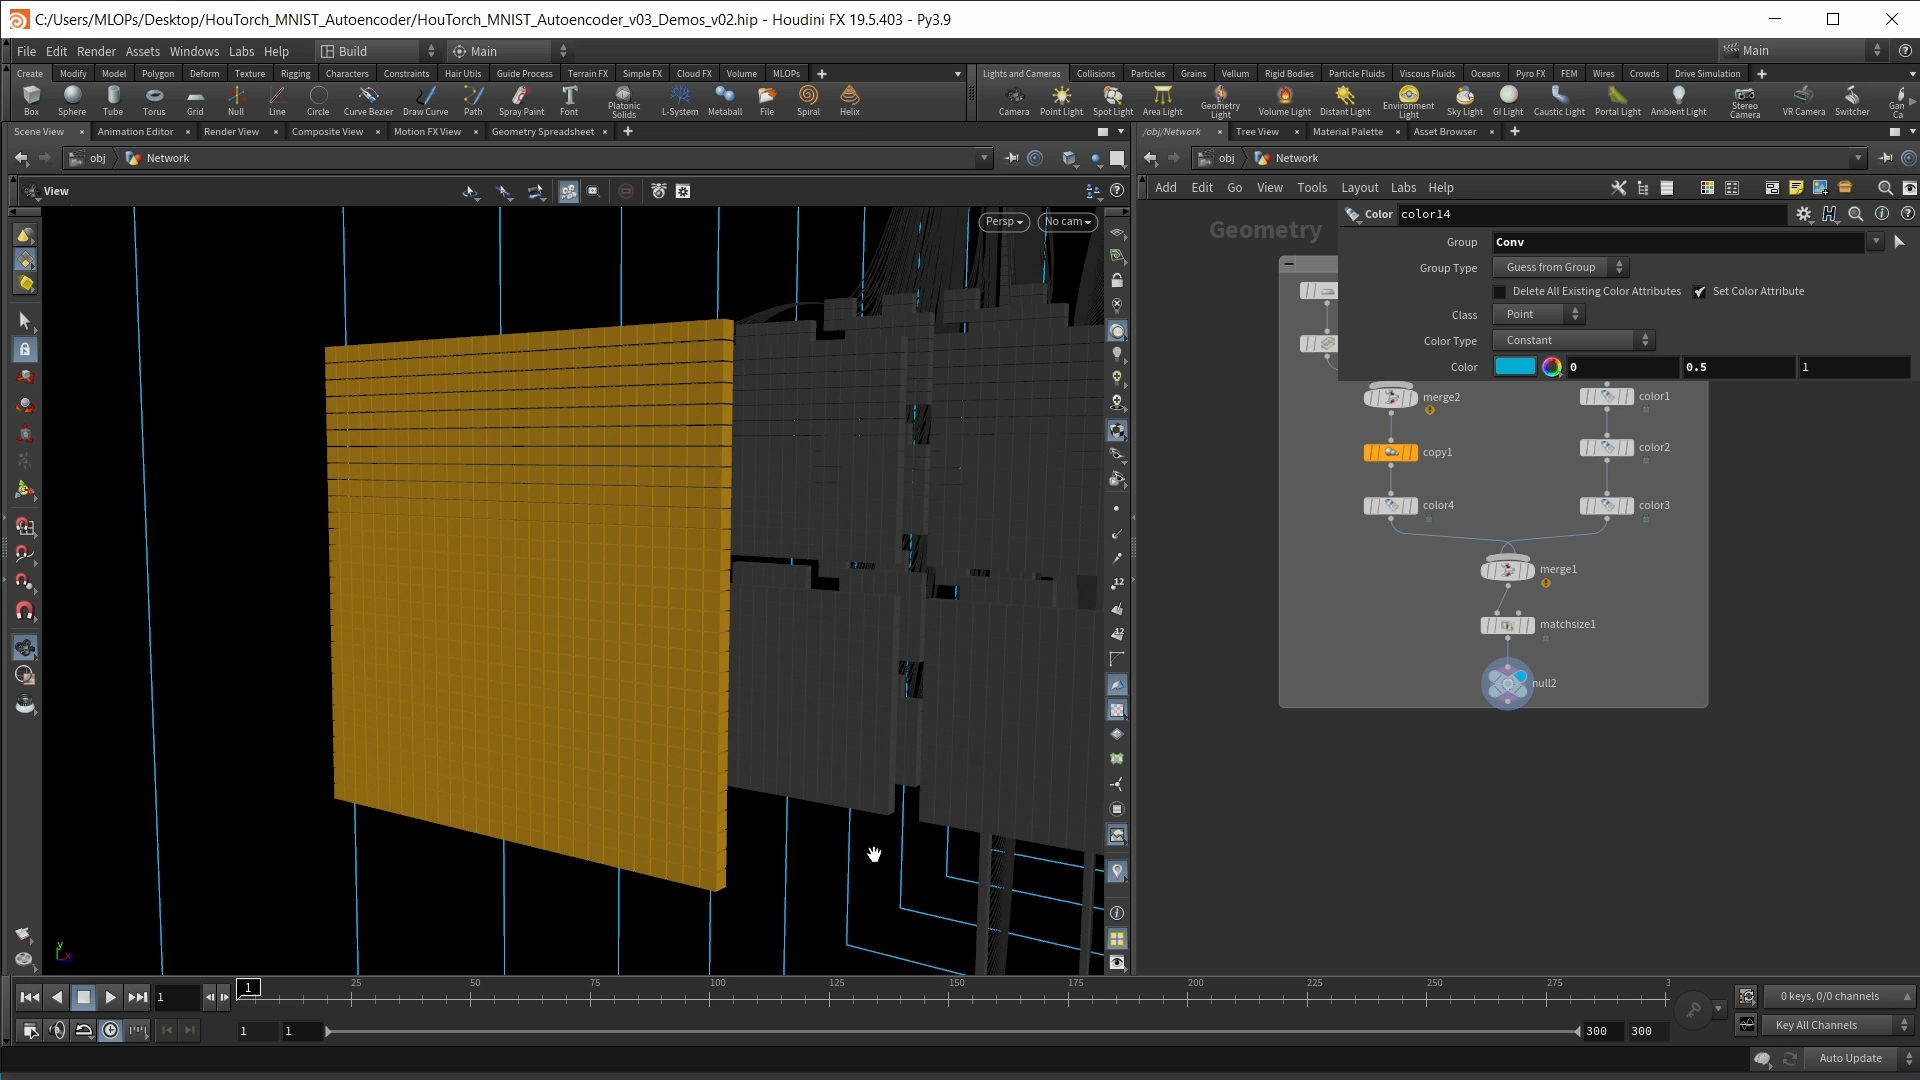 C:/Users/MLOPs/Desktop/HouTorch_MNIST_Autoencoder/HouTorch_MNIST_Autoencoder_v03_Demos_v02.hip - Houdini FX 19.5.403 - Py3.9
File Edit Render Assets Windows Labs Help Build Main Main
Create Modify Model Polygon Deform Texture Rigging Characters Constraints Hair Utils Guide Process Terrain FX Simple FX Cloud FX Volume MLOPs
Lights and Cameras Collisions Particles Grains Vellum Rigid Bodies Particle Fluids Viscous Fluids Oceans Pyro FX FEM Wires Crowds Drive Simulation
Box Sphere Tube Torus Grid Null Line Circle Curve Bezier Draw Curve Path Spray Paint Font Platonic Solids L-System Metaball File Spiral Helix
Camera Point Light Spot Light Area Light Geometry Light Volume Light Distant Light Environment Light Sky Light GI Light Caustic Light Portal Light Ambient Light Stereo Camera VR Camera Switcher Gan Ca
Scene View Animation Editor Render View Composite View Motion FX View Geometry Spreadsheet
/obj/Network Tree View Material Palette Asset Browser
obj Network
obj Network
View
Add Edit Go View Tools Layout Labs Help
Persp No cam
Geometry
Color color14
Group Conv
Group Type Guess from Group
Delete All Existing Color Attributes Set Color Attribute
Class Point
Color Type Constant
Color 0 0.5 1
merge2 color1
copy1 color2
color4 color3
merge1
matchsize1
null2
12
12
y
x
1 1 25 50 75 100 125 150 175 200 225 250 275 3
0 keys, 0/0 channels
1 1 300 300
Key All Channels
Auto Update